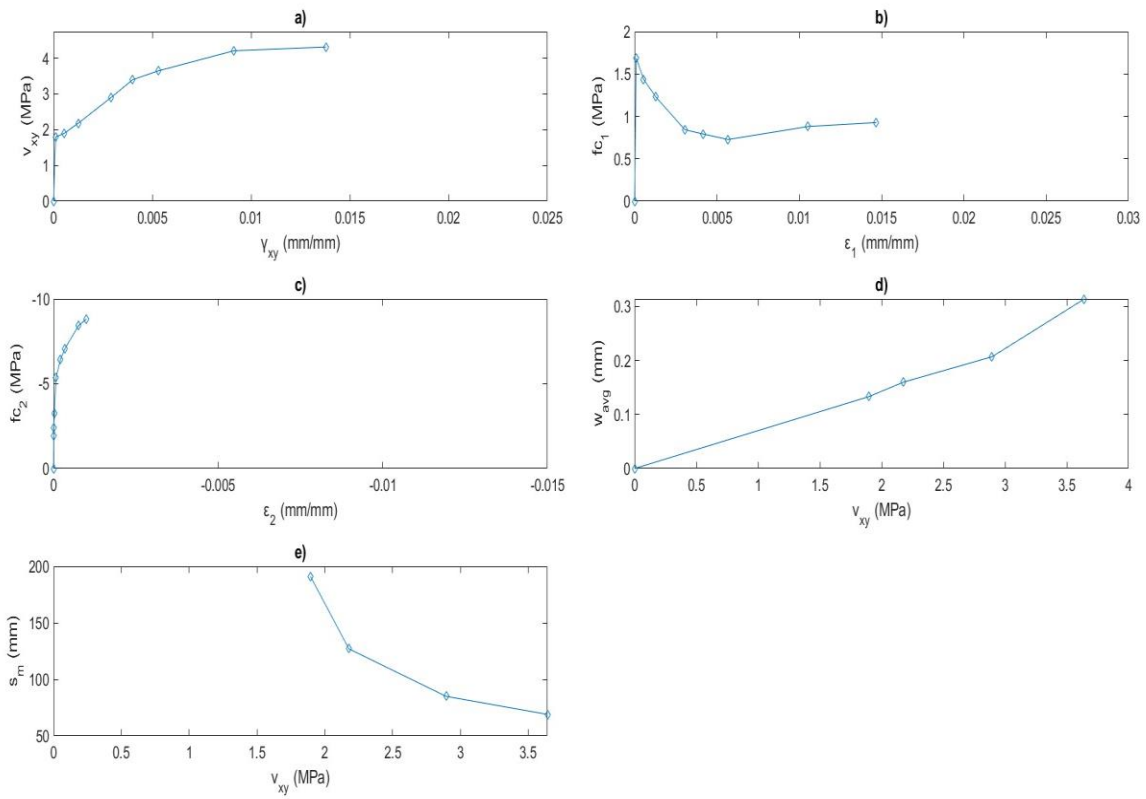 a)
4
3
2
1
0
v_xy (MPa)
0 0.005 0.01 0.015 0.02 0.025
γ_xy (mm/mm)
b)
2
1.5
1
0.5
0
fc_1 (MPa)
0 0.005 0.01 0.015 0.02 0.025 0.03
ε_1 (mm/mm)
c)
-10
-5
0
fc_2 (MPa)
0 -0.005 -0.01 -0.015
ε_2 (mm/mm)
d)
0.3
0.2
0.1
0
w_avg (mm)
0 0.5 1 1.5 2 2.5 3 3.5 4
v_xy (MPa)
e)
200
150
100
50
s_m (mm)
0 0.5 1 1.5 2 2.5 3 3.5
v_xy (MPa)